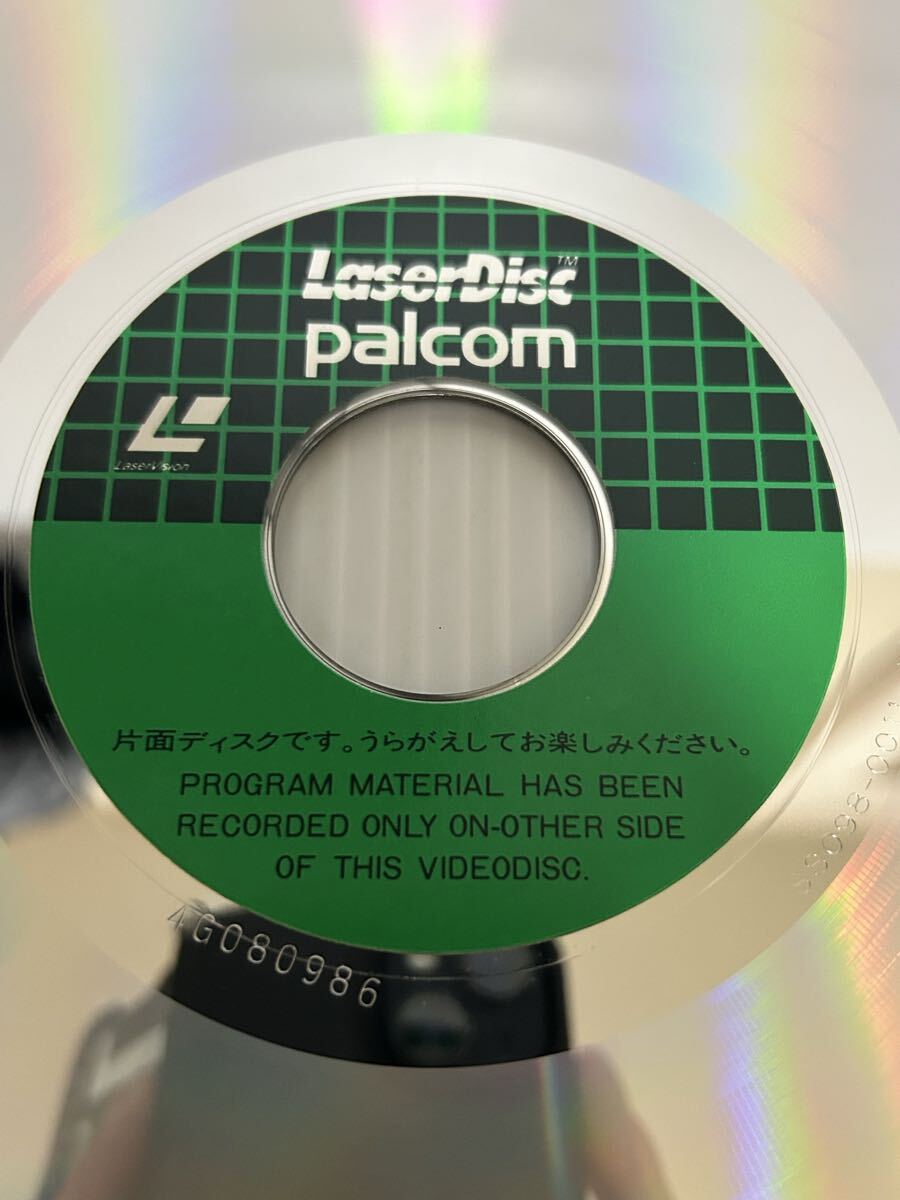 LaserDisc™
palcom
LaserVision
片面ディスクです。うらがえしてお楽しみください。
PROGRAM MATERIAL HAS BEEN
RECORDED ONLY ON-OTHER SIDE
OF THIS VIDEODISC.
4G080986